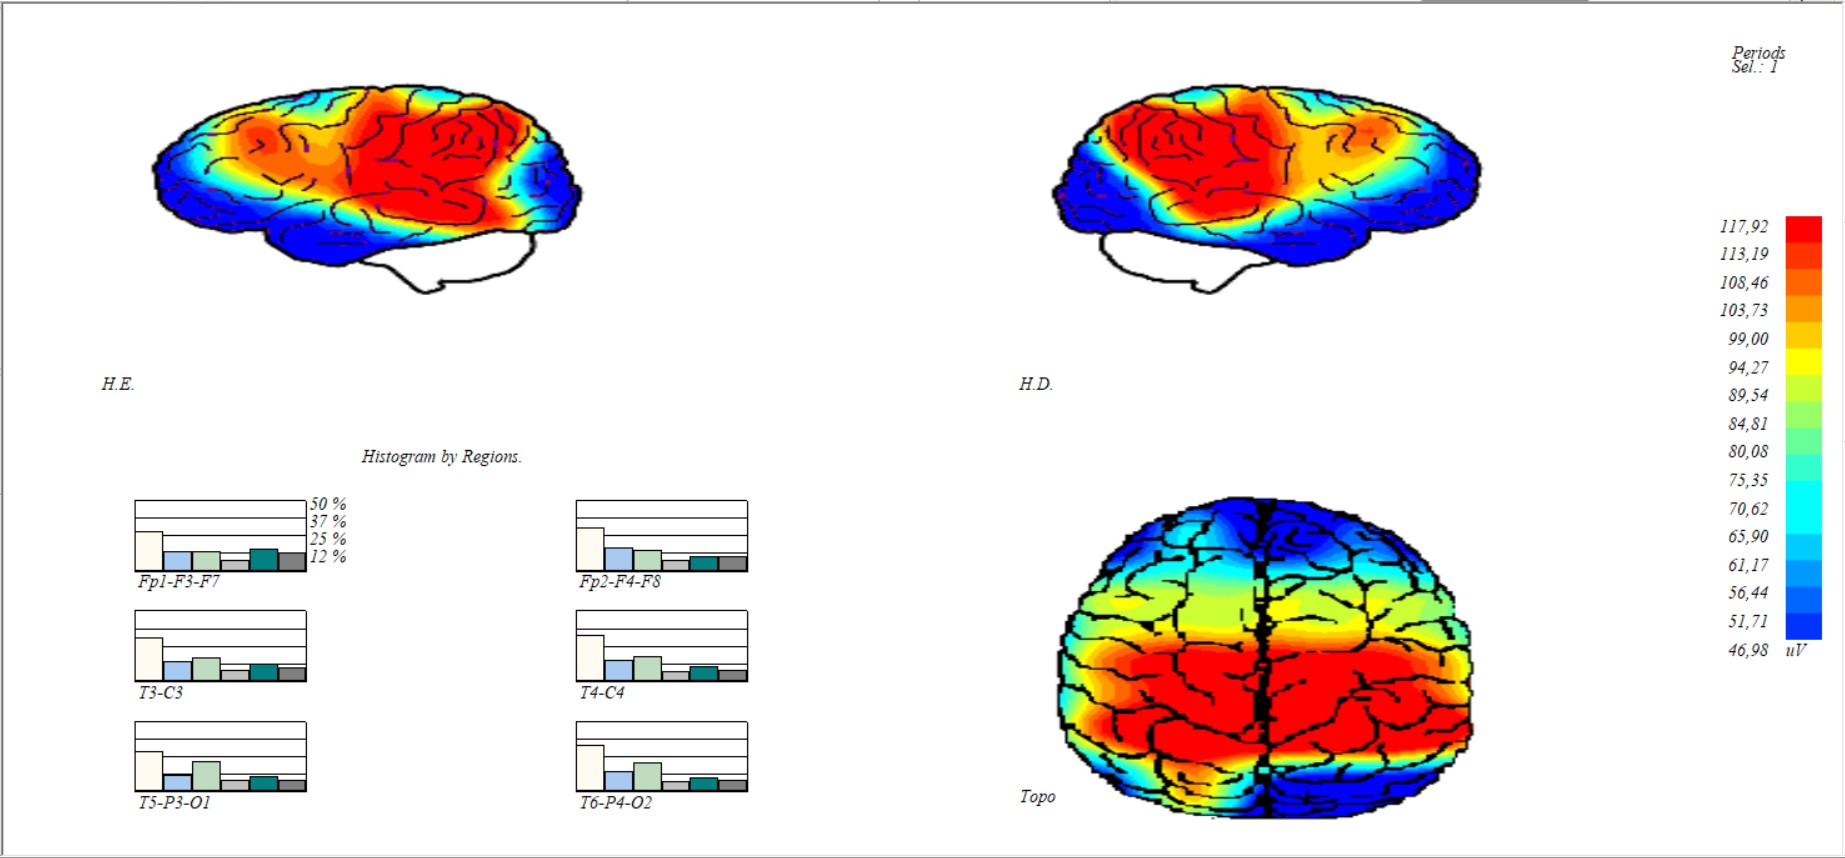 Periods
Sel.: 1
117,92
113,19
108,46
103,73
99,00
94,27
89,54
84,81
80,08
75,35
70,62
65,90
61,17
56,44
51,71
46,98 uV
H.E.
H.D.
Histogram by Regions.
50 %
37 %
25 %
12 %
Fp1-F3-F7
Fp2-F4-F8
T3-C3
T4-C4
T5-P3-O1
T6-P4-O2
Topo